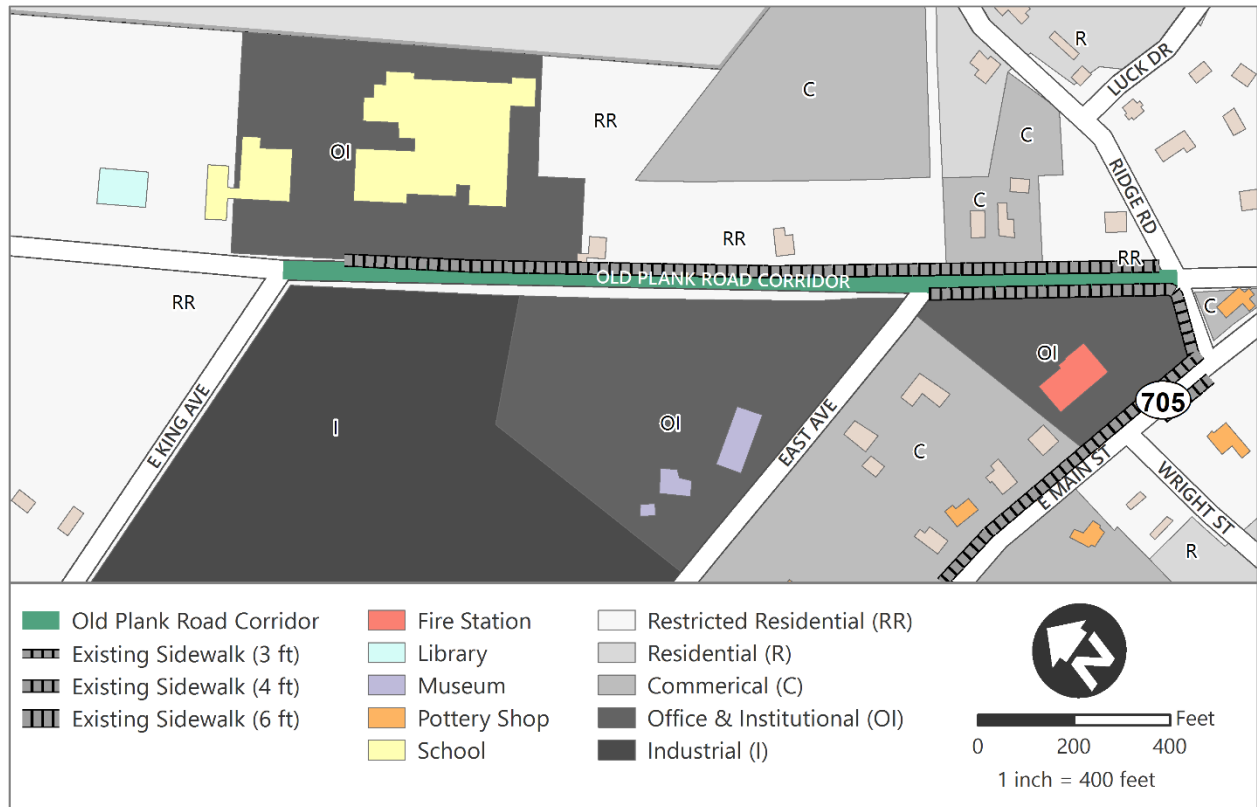 R
LUCK DR
C
RR
C
OI
RIDGE RD
C
RR
RR
OLD PLANK ROAD CORRIDOR
RR
C
OI
705
E KING AVE
I
OI
EAST AVE
C
E MAIN ST
WRIGHT ST
R
Old Plank Road Corridor
Existing Sidewalk (3 ft)
Existing Sidewalk (4 ft)
Existing Sidewalk (6 ft)
Fire Station
Library
Museum
Pottery Shop
School
Restricted Residential (RR)
Residential (R)
Commerical (C)
Office & Institutional (OI)
Industrial (I)
N
Feet
0 200 400
1 inch = 400 feet